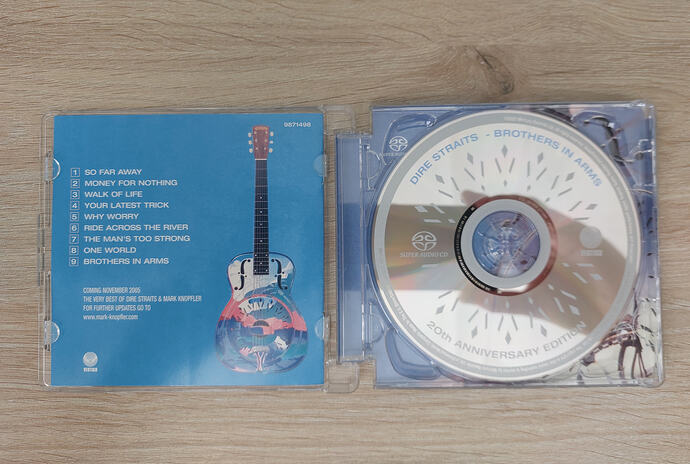 9871498
1 SO FAR AWAY
2 MONEY FOR NOTHING
3 WALK OF LIFE
4 YOUR LATEST TRICK
5 WHY WORRY
6 RIDE ACROSS THE RIVER
7 THE MAN'S TOO STRONG
8 ONE WORLD
9 BROTHERS IN ARMS
COMING NOVEMBER 2005
THE VERY BEST OF DIRE STRAITS & MARK KNOPFLER
FOR FURTHER UPDATES GO TO
www.mark-knopfler.com
SUPER AUDIO CD
DIRE STRAITS - BROTHERS IN ARMS
SUPER AUDIO CD
20th ANNIVERSARY EDITION